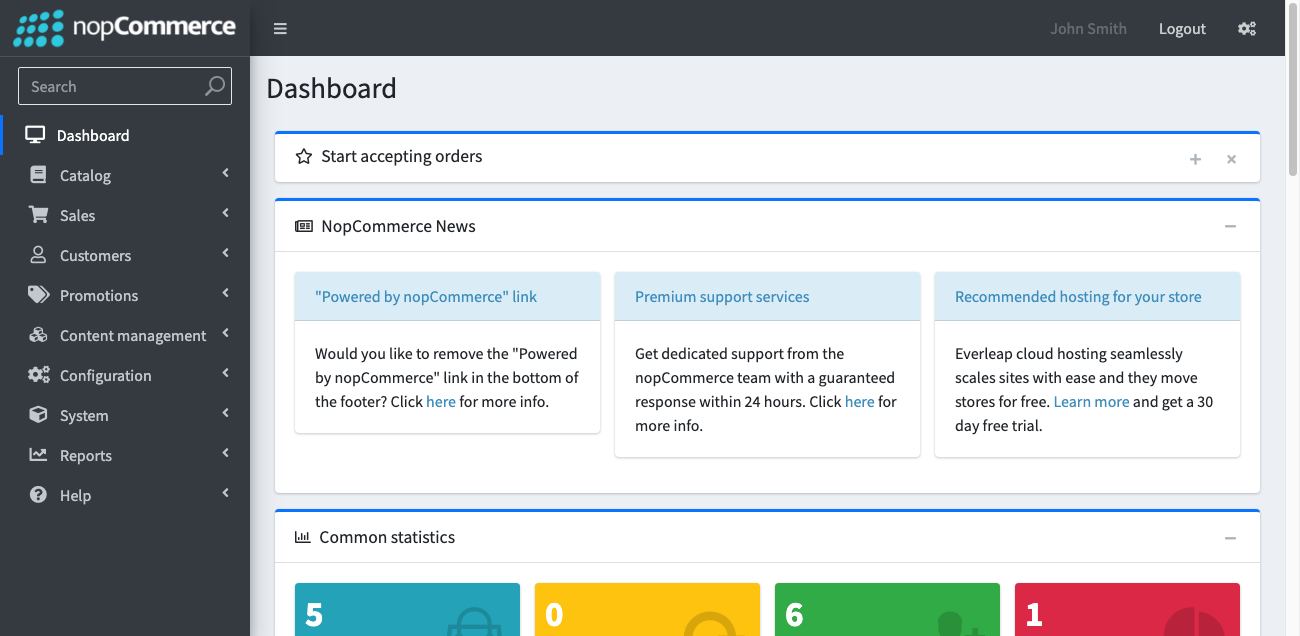 nopCommerce
John Smith
Logout
Search
Dashboard
Catalog
Sales
Customers
Promotions
Content management
Configuration
System
Reports
Help
Dashboard
Start accepting orders
NopCommerce News
"Powered by nopCommerce" link
Would you like to remove the "Powered
by nopCommerce" link in the bottom of
the footer? Click here for more info.
Premium support services
Get dedicated support from the
nopCommerce team with a guaranteed
response within 24 hours. Click here for
more info.
Recommended hosting for your store
Everleap cloud hosting seamlessly
scales sites with ease and they move
stores for free. Learn more and get a 30
day free trial.
Common statistics
5
0
6
1